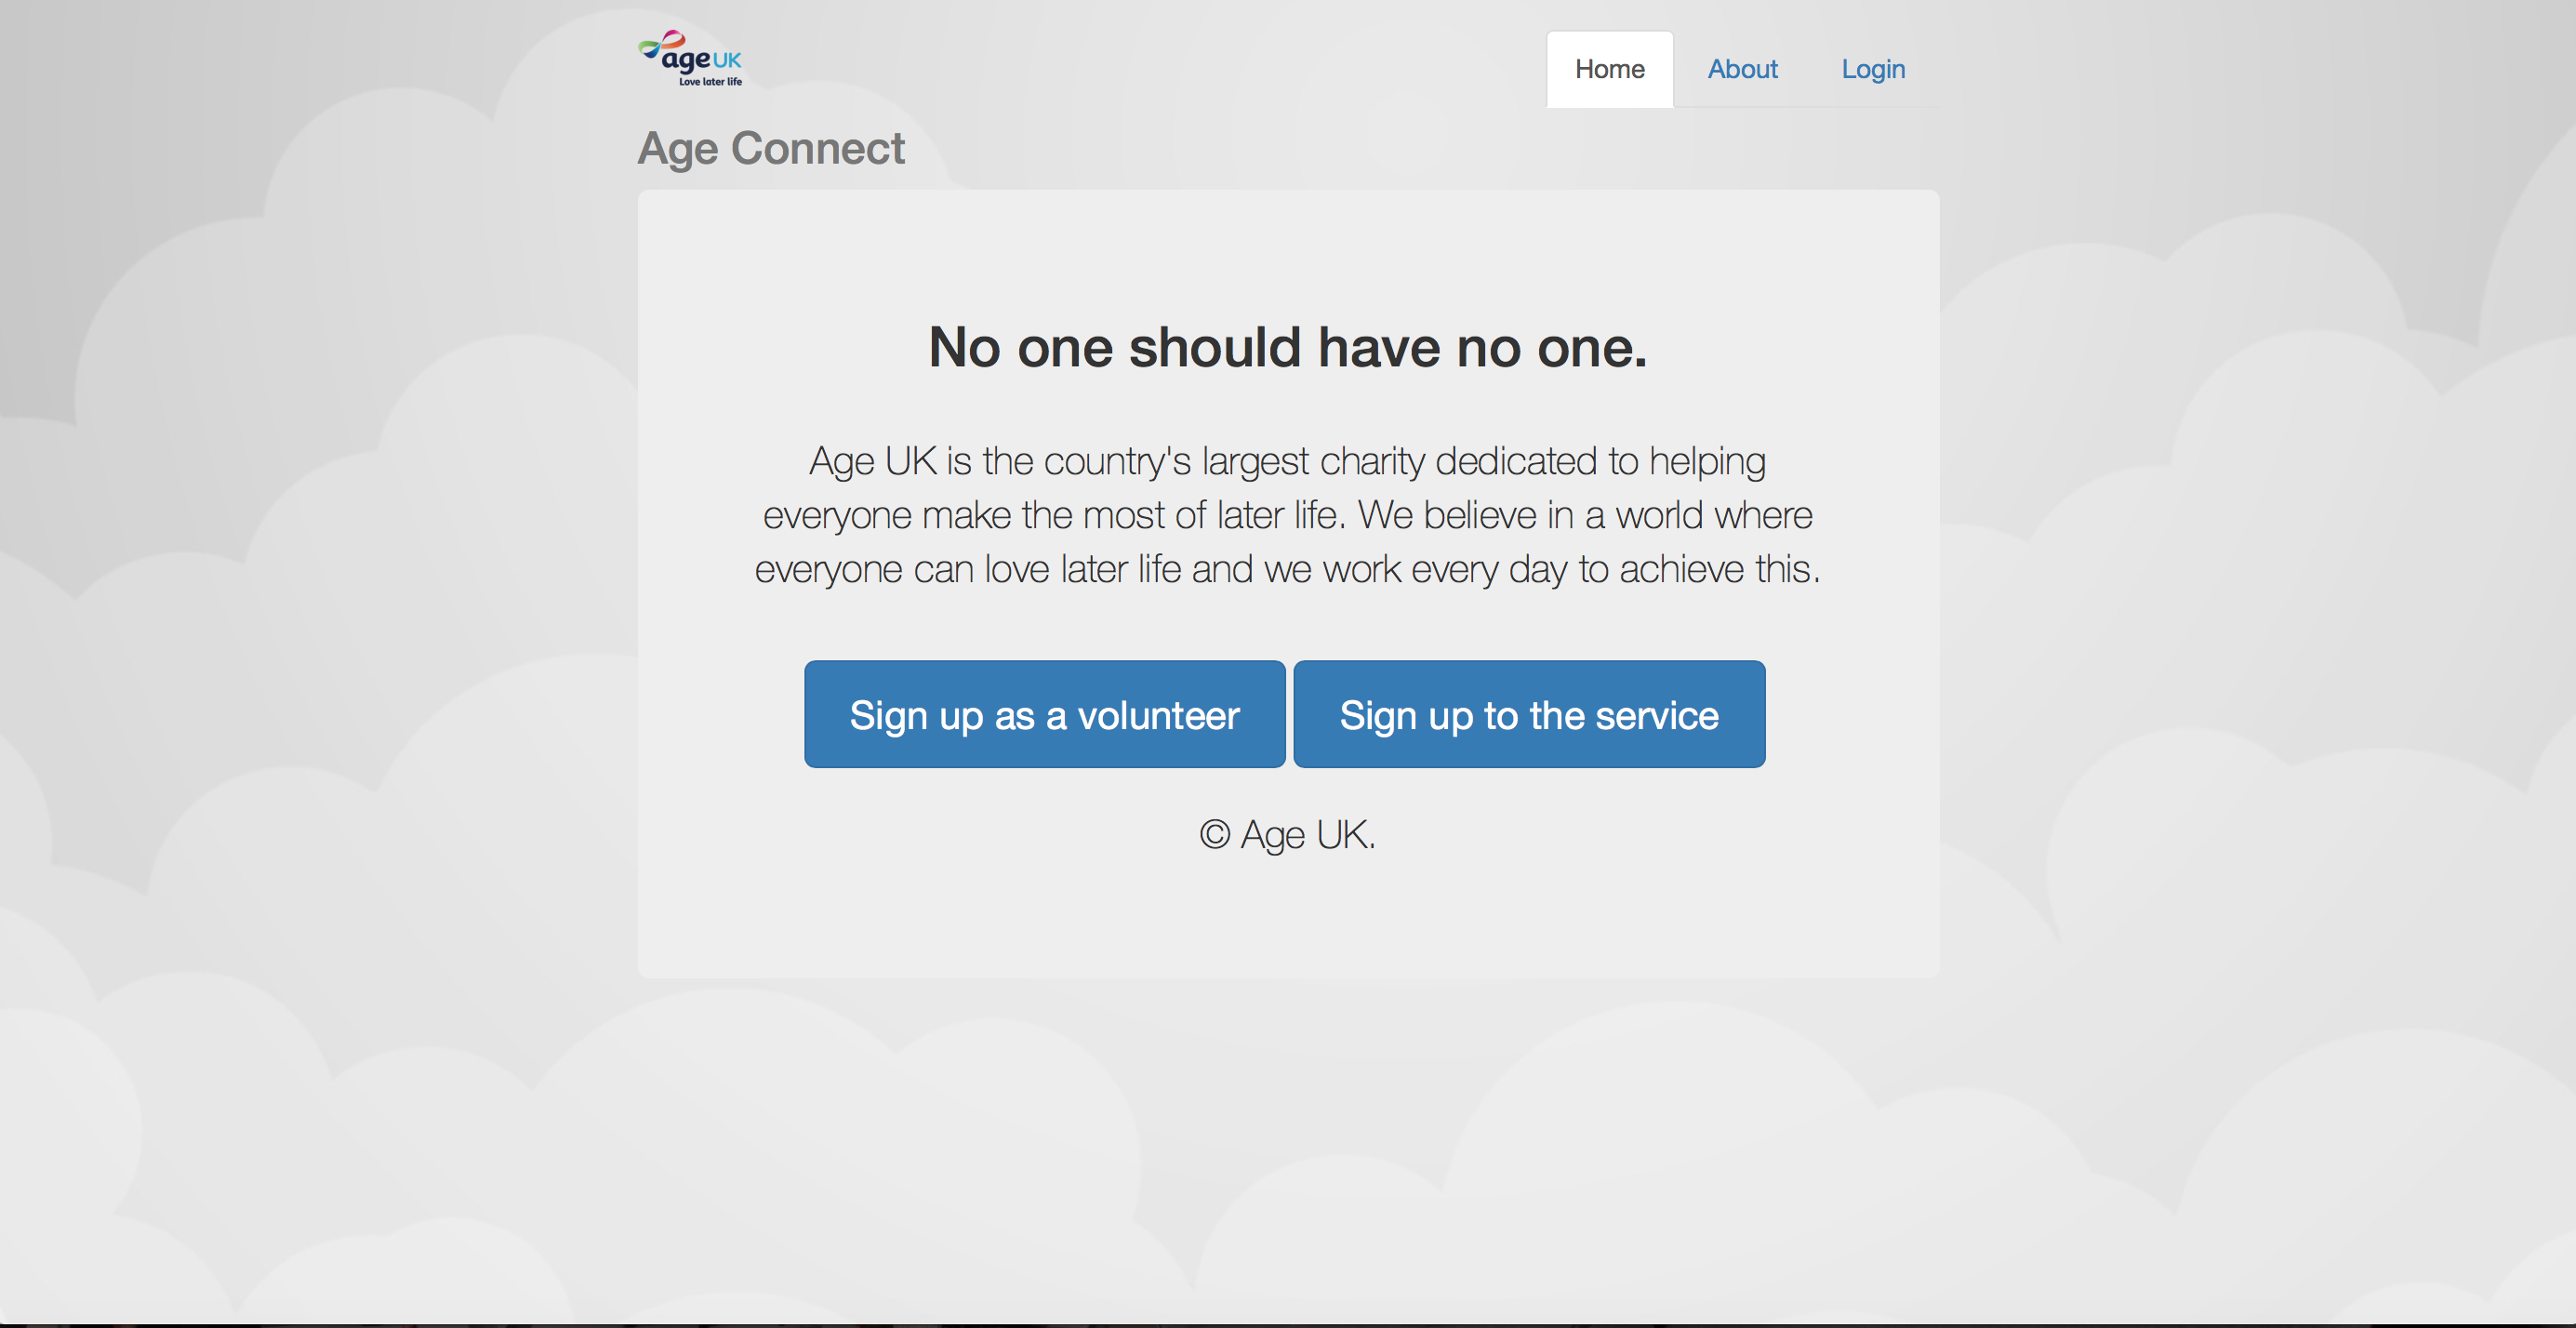 age UK
Love later life
Home About Login
Age Connect
No one should have no one.
Age UK is the country's largest charity dedicated to helping
everyone make the most of later life. We believe in a world where
everyone can love later life and we work every day to achieve this.
Sign up as a volunteer Sign up to the service
© Age UK.